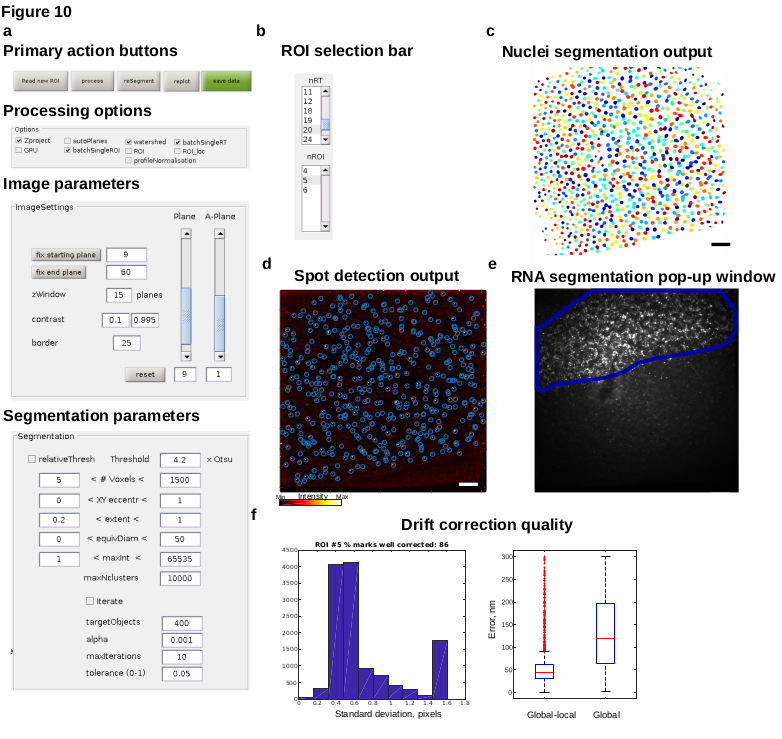 Figure 10
a
Primary action buttons
Read new ROI process reSegment replot save data
Processing options
Options
Zproject autoPlanes watershed batchSingleRT
GPU batchSingleROI ROI ROI_loc
profileNormalisation
Image parameters
ImageSettings
Plane A-Plane
fix starting plane 9
fix end plane 60
zWindow 15 planes
contrast 0.1 0.995
border 25
reset 9 1
Segmentation parameters
Segmentation
relativeThresh Threshold 4.2 × Otsu
5 < # Voxels < 1500
0 < XY eccentr < 1
0.2 < extent < 1
0 < equivDiam < 50
1 < maxInt < 65535
maxNclusters 10000
Iterate
targetObjects 400
alpha 0.001
maxIterations 10
tolerance (0-1) 0.05
b
ROI selection bar
nRT
11
12
18
19
20
24
nROI
4
5
6
c
Nuclei segmentation output
d
Spot detection output
Min Intensity Max
e
RNA segmentation pop-up window
f
Drift correction quality
ROI #5 % marks well corrected: 86
4500
4000
3500
3000
2500
2000
1500
1000
500
0
0 0.2 0.4 0.6 0.8 1 1.2 1.4 1.6 1.8
Standard deviation, pixels
Error, nm
300
250
200
150
100
50
0
Global-local Global